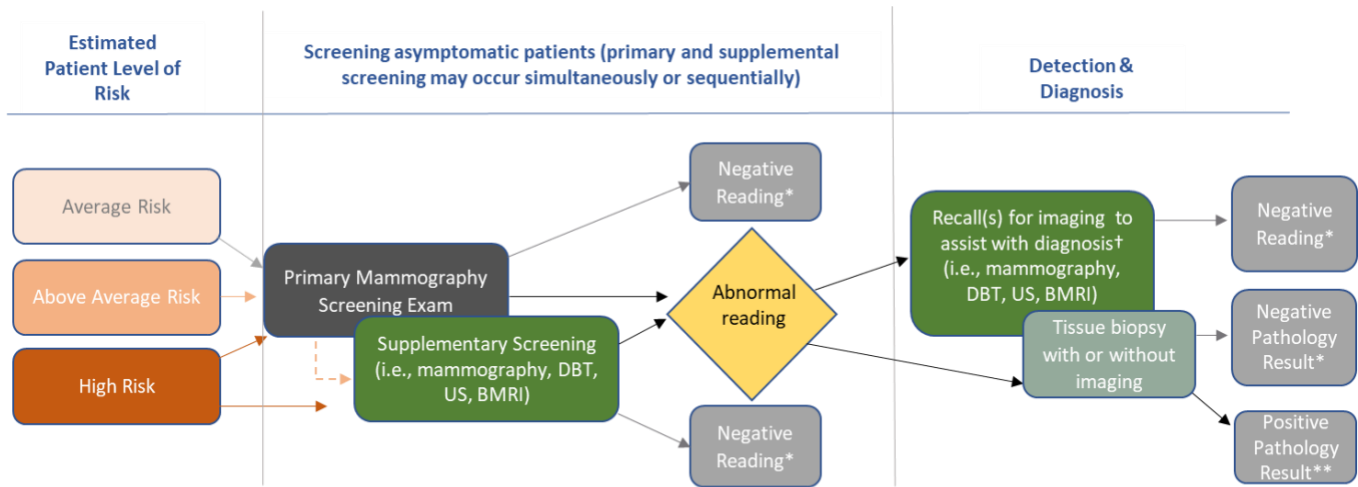 Estimated
Patient Level of
Risk
Screening asymptomatic patients (primary and supplemental
screening may occur simultaneously or sequentially)
Detection &
Diagnosis
Average Risk
Above Average Risk
High Risk
Primary Mammography
Screening Exam
Supplementary Screening
(i.e., mammography, DBT,
US, BMRI)
Negative
Reading*
Abnormal
reading
Negative
Reading*
Recall(s) for imaging to
assist with diagnosis†
(i.e., mammography,
DBT, US, BMRI)
Tissue biopsy
with or without
imaging
Negative
Reading*
Negative
Pathology
Result*
Positive
Pathology
Result**